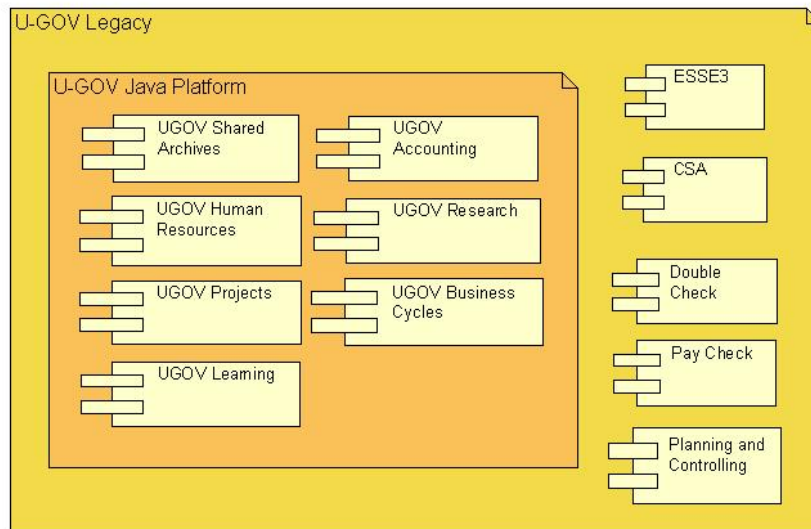 U-GOV Legacy
U-GOV Java Platform
UGOV Shared
Archives
UGOV
Accounting
UGOV Human
Resources
UGOV Research
UGOV Projects
UGOV Business
Cycles
UGOV Learning
ESSE3
CSA
Double
Check
Pay Check
Planning and
Controlling